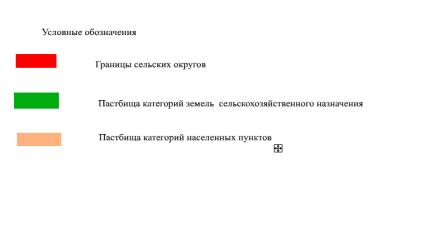 Условные обозначения
Границы сельских округов
Пастбища категорий земель сельскохозяйственного назначения
Пастбища категорий населенных пунктов